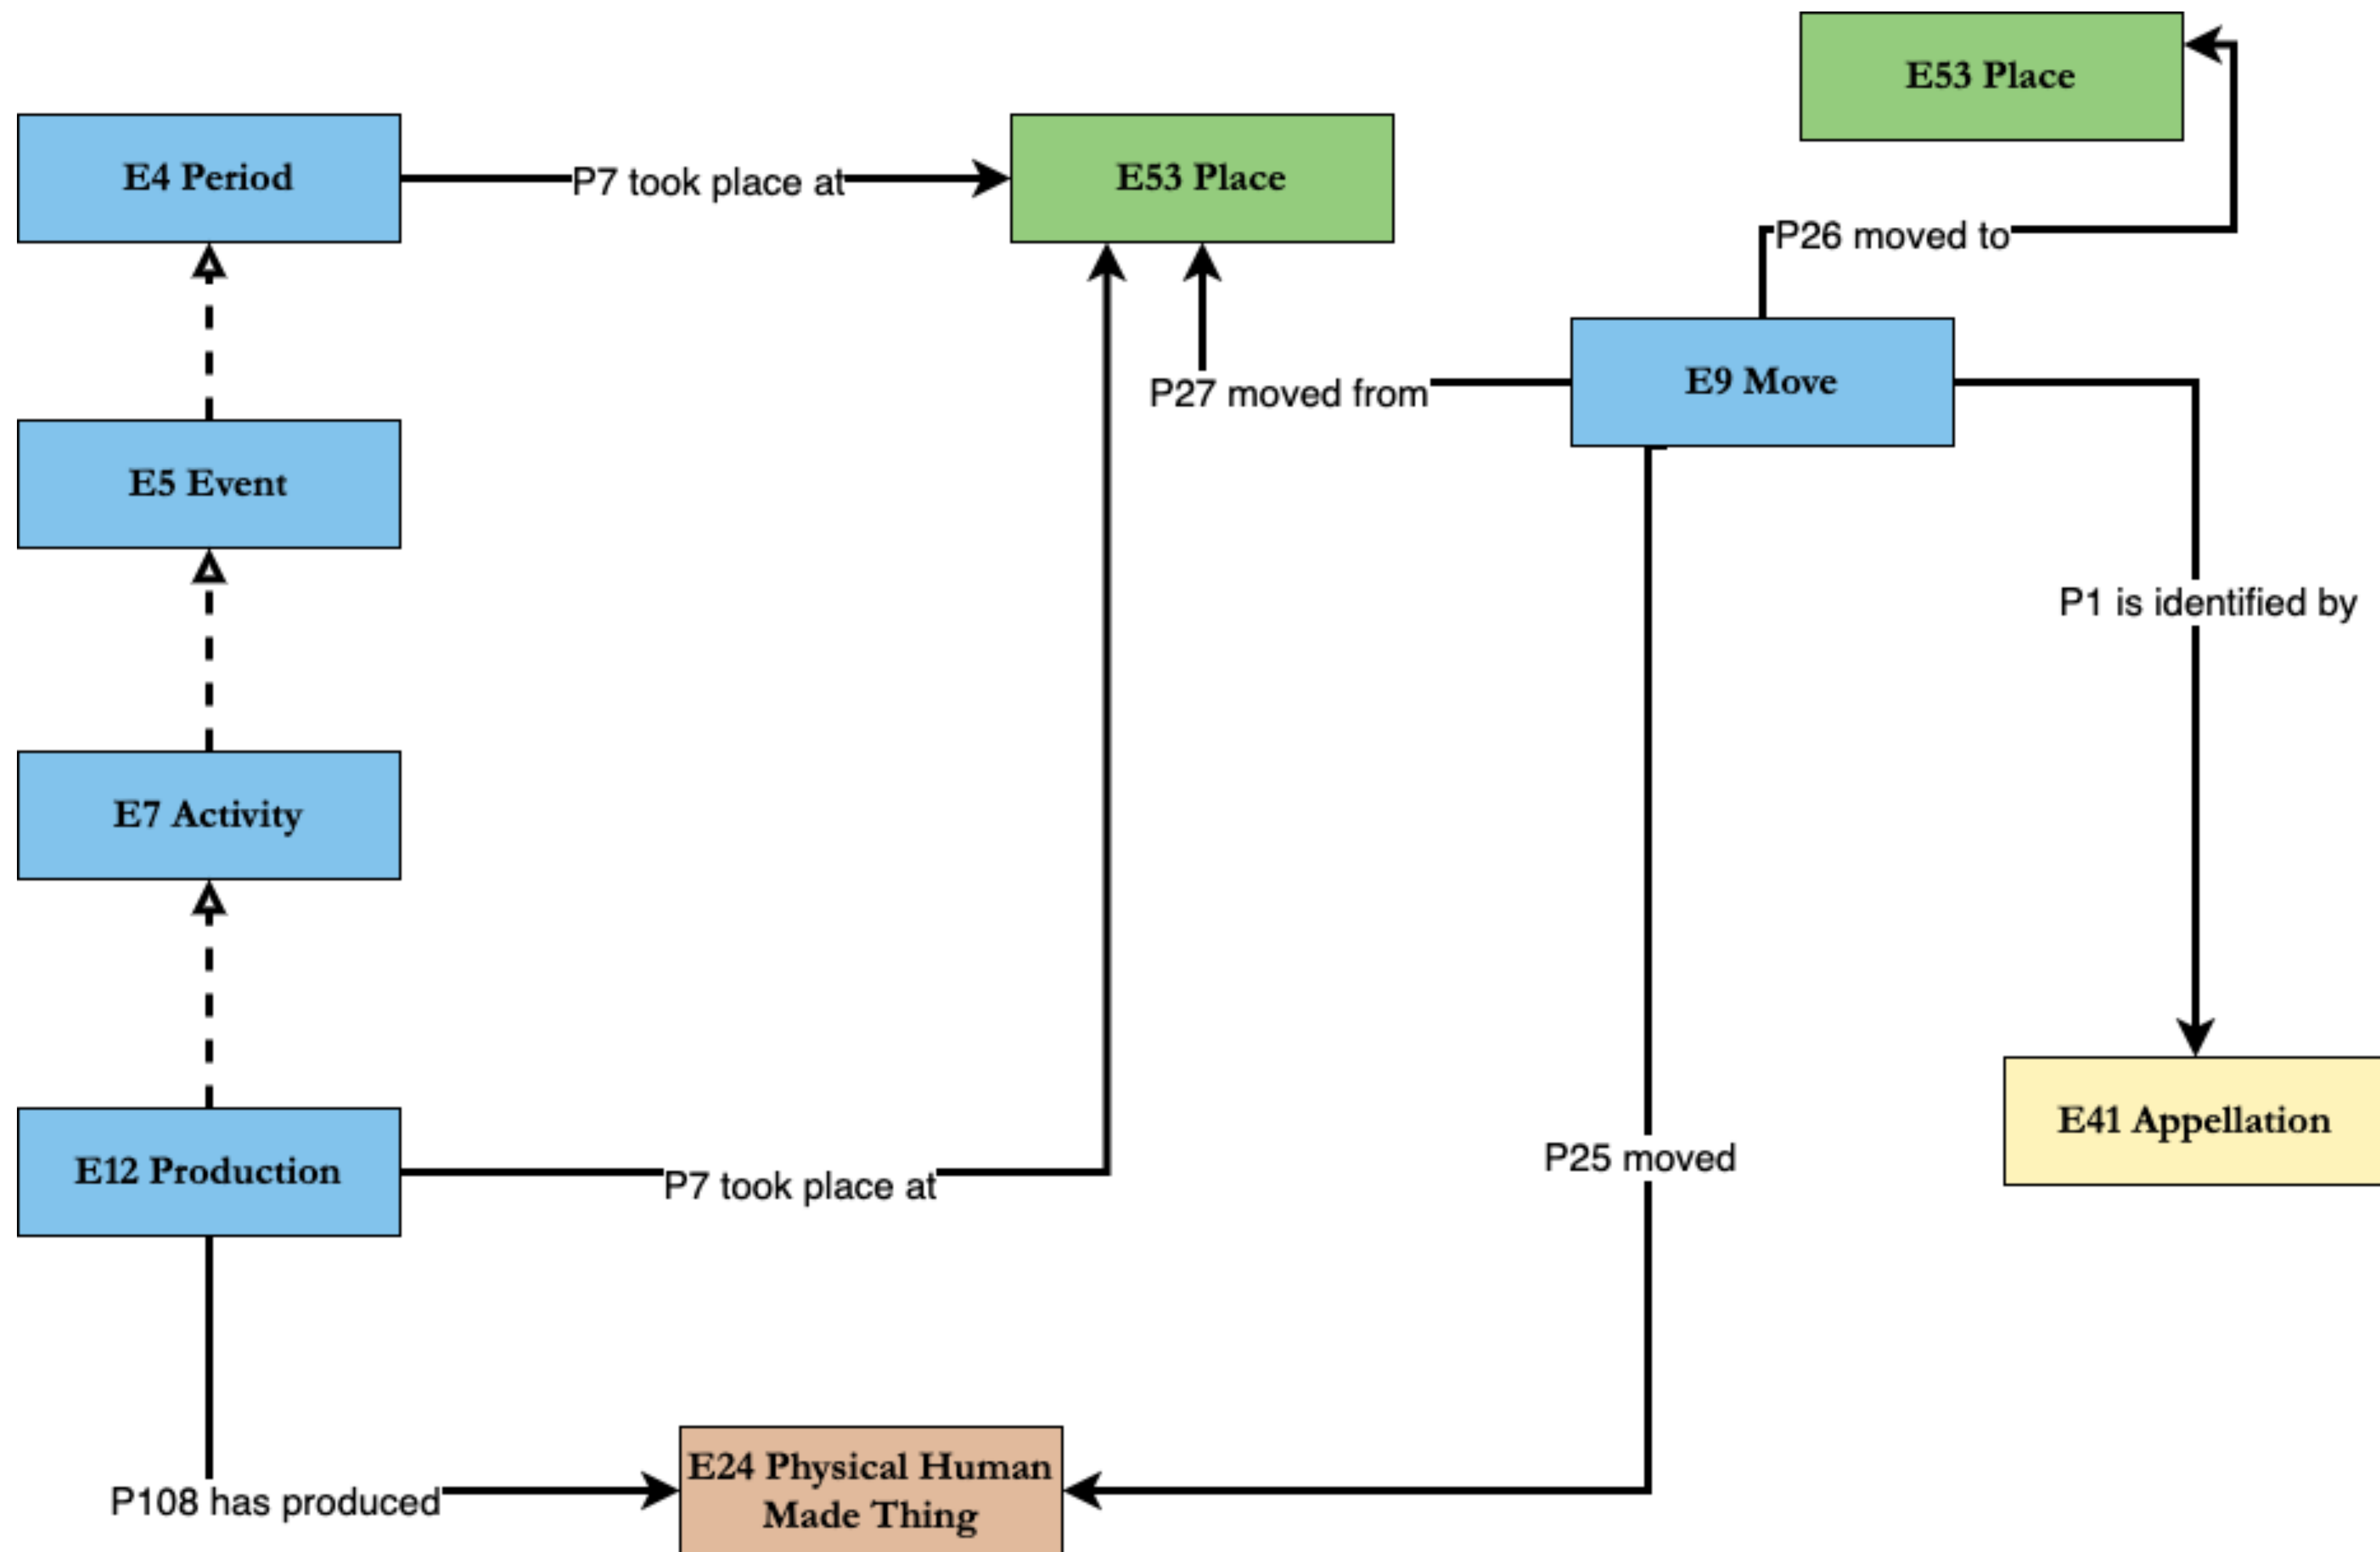 E53 Place
E4 Period
P7 took place at
E53 Place
P26 moved to
P27 moved from
E9 Move
E5 Event
P1 is identified by
E7 Activity
E41 Appellation
E12 Production
P7 took place at
P25 moved
P108 has produced
E24 Physical Human
Made Thing